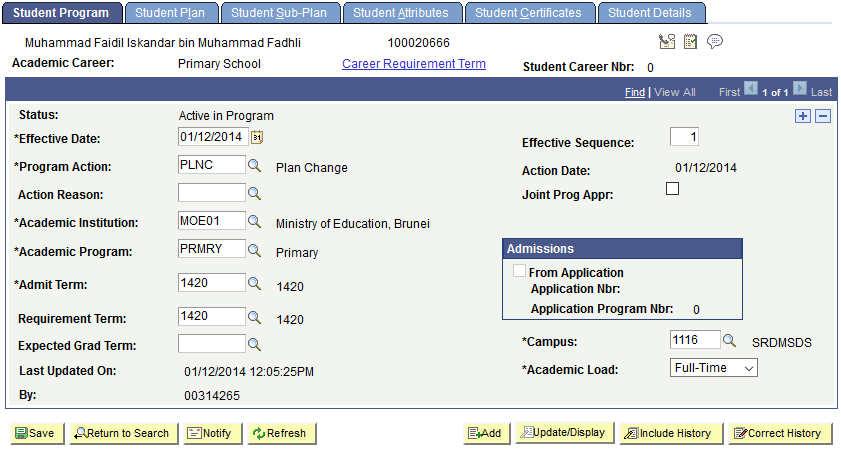 Student Program Student Plan Student Sub-Plan Student Attributes Student Certificates Student Details
Muhammad Faidil Iskandar bin Muhammad Fadhli 100020666
Academic Career: Primary School Career Requirement Term Student Career Nbr: 0
Find | View All First 1 of 1 Last
Status: Active in Program
*Effective Date: 01/12/2014 31 Effective Sequence: 1
*Program Action: PLNC Plan Change Action Date: 01/12/2014
Action Reason: Joint Prog Appr:
*Academic Institution: MOE01 Ministry of Education, Brunei
*Academic Program: PRMRY Primary
Admissions
From Application
*Admit Term: 1420 1420
Application Nbr:
Application Program Nbr: 0
Requirement Term: 1420 1420
Expected Grad Term: *Campus: 1116 SRDMSDS
Last Updated On: 01/12/2014 12:05:25PM *Academic Load: Full-Time
By: 00314265
Save Return to Search Notify Refresh Add Update/Display Include History Correct History